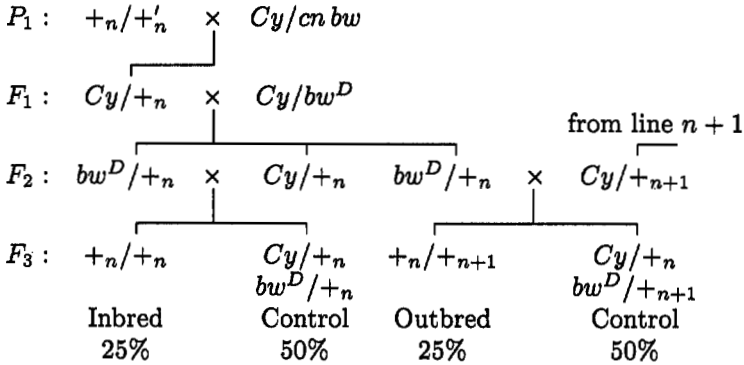 P₁ : +ₙ/+′ₙ × Cy/cn bw
F₁ : Cy/+ₙ × Cy/bwᴰ
from line n + 1
F₂ : bwᴰ/+ₙ × Cy/+ₙ bwᴰ/+ₙ × Cy/+ₙ₊₁
F₃ : +ₙ/+ₙ Cy/+ₙ +ₙ/+ₙ₊₁ Cy/+ₙ
bwᴰ/+ₙ bwᴰ/+ₙ₊₁
Inbred Control Outbred Control
25% 50% 25% 50%